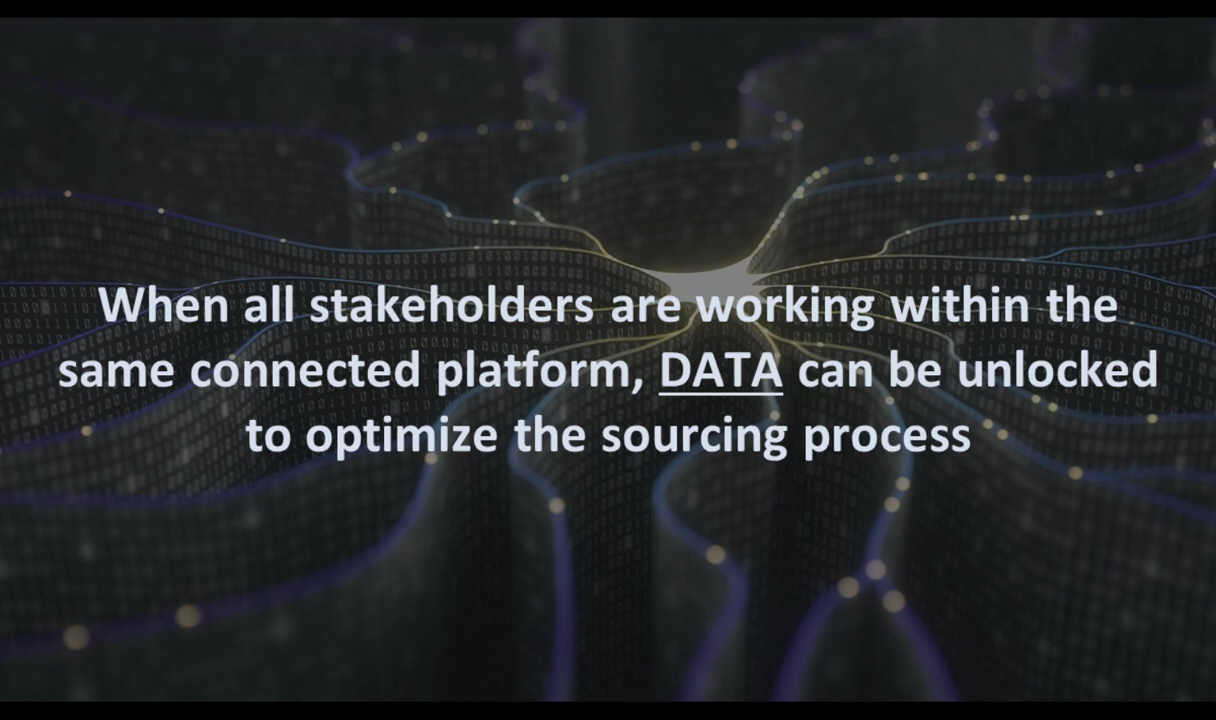 When all stakeholders are working within the
same connected platform, DATA can be unlocked
to optimize the sourcing process